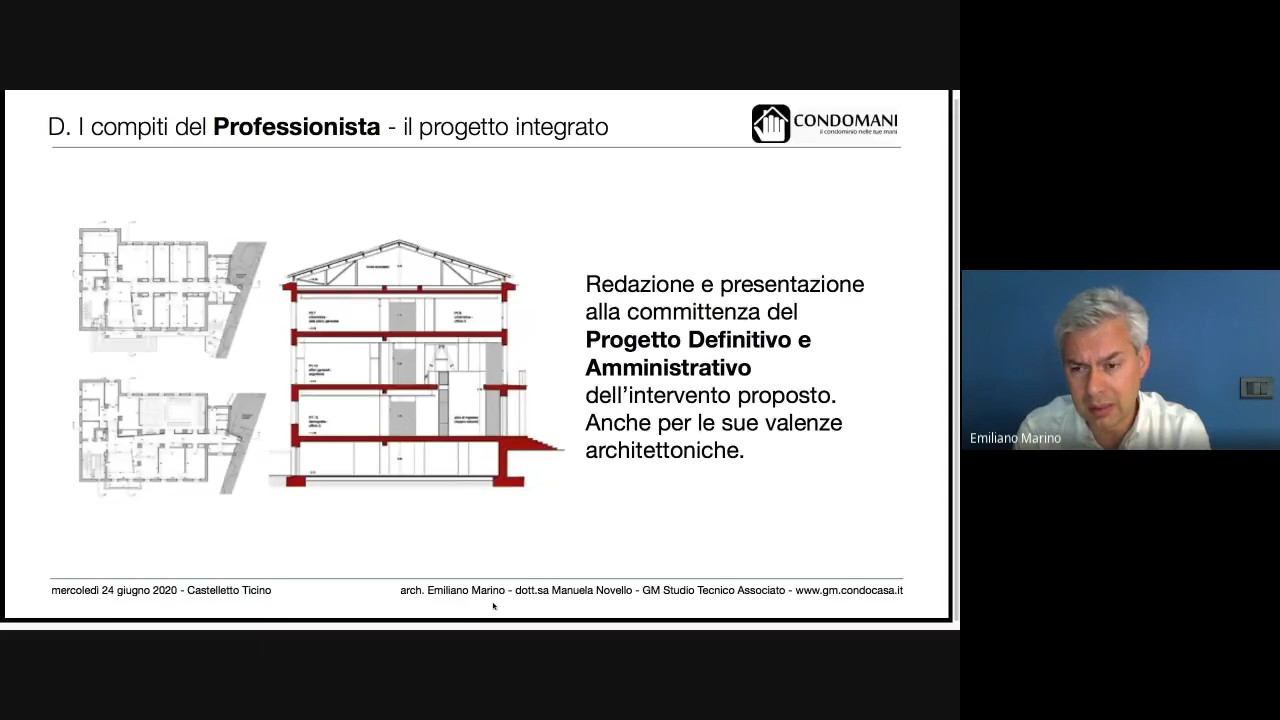 D. I compiti del Professionista - il progetto integrato
CONDOMANI
il condominio nelle tue mani
Redazione e presentazione
alla committenza del
Progetto Definitivo e
Amministrativo
dell'intervento proposto.
Anche per le sue valenze
architettoniche.
Emiliano Marino
mercoledì 24 giugno 2020 - Castelletto Ticino
arch. Emiliano Marino - dott.sa Manuela Novello - GM Studio Tecnico Associato - www.gm.condocasa.it